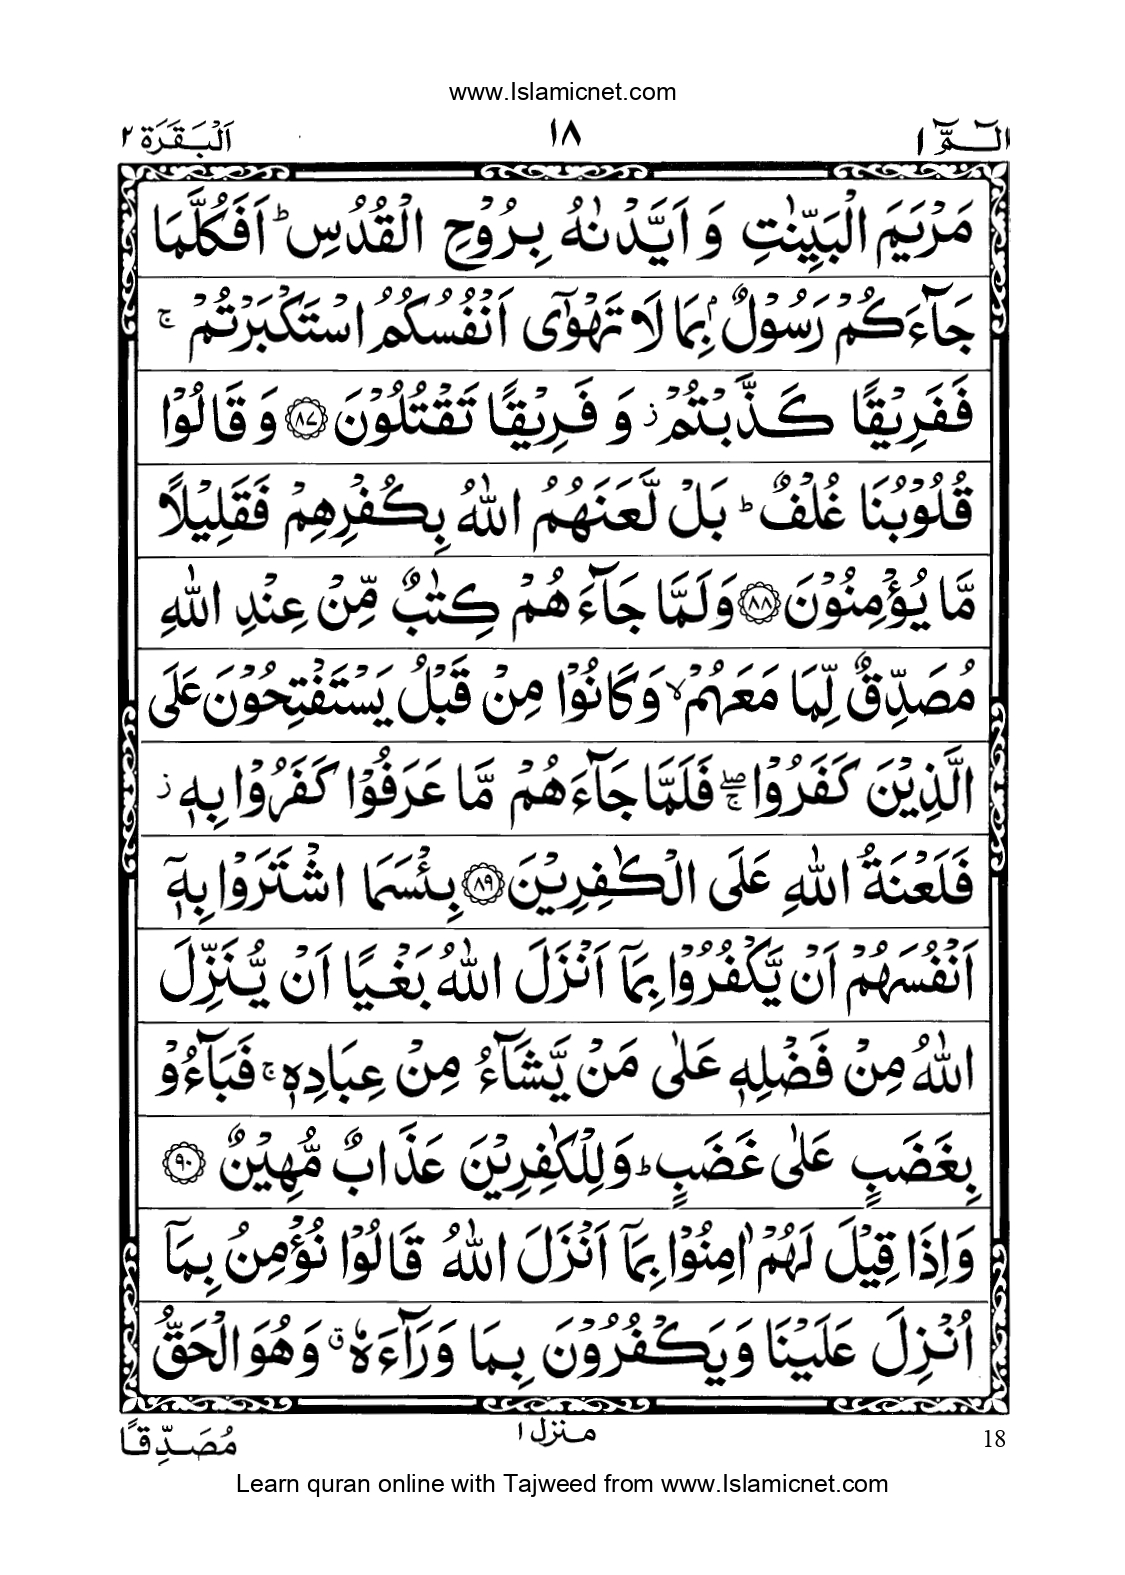 www.Islamicnet.com
الٓـمّٓ ١ ١٨ اَلْبَقَرَة ٢
مَرْيَمَ الْبَيِّنٰتِ وَ اَيَّدْنٰهُ بِرُوْحِ الْقُدُسِ ؕ اَفَكُلَّمَا
جَآءَكُمْ رَسُوْلٌۢ بِمَا لَا تَهْوٰٓى اَنْفُسُكُمُ اسْتَكْبَرْتُمْ ۚ
فَفَرِيْقًا كَذَّبْتُمْ ؗ وَ فَرِيْقًا تَقْتُلُوْنَ ۝٨٧ وَ قَالُوْا
قُلُوْبُنَا غُلْفٌ ؕ بَلْ لَّعَنَهُمُ اللّٰهُ بِكُفْرِهِمْ فَقَلِيْلًا
مَّا يُؤْمِنُوْنَ ۝٨٨ وَلَمَّا جَآءَ هُمْ كِتٰبٌ مِّنْ عِنْدِ اللّٰهِ
مُصَدِّقٌ لِّمَا مَعَهُمْ ۙ وَكَانُوْا مِنْ قَبْلُ يَسْتَفْتِحُوْنَ عَلَى
الَّذِيْنَ كَفَرُوْا ۖۚ فَلَمَّا جَآءَهُمْ مَّا عَرَفُوْا كَفَرُوْا بِهٖ ؗ
فَلَعْنَةُ اللّٰهِ عَلَى الْكٰفِرِيْنَ ۝٨٩ بِئْسَمَا اشْتَرَوْا بِهٖٓ
اَنْفُسَهُمْ اَنْ يَّكْفُرُوْا بِمَآ اَنْزَلَ اللّٰهُ بَغْيًا اَنْ يُّنَزِّلَ
اللّٰهُ مِنْ فَضْلِهٖ عَلٰى مَنْ يَّشَآءُ مِنْ عِبَادِهٖ ۚ فَبَآءُوْ
بِغَضَبٍ عَلٰى غَضَبٍ ؕ وَلِلْكٰفِرِيْنَ عَذَابٌ مُّهِيْنٌ ۝٩٠
وَاِذَا قِيْلَ لَهُمْ اٰمِنُوْا بِمَآ اَنْزَلَ اللّٰهُ قَالُوْا نُؤْمِنُ بِمَآ
اُنْزِلَ عَلَيْنَا وَيَكْفُرُوْنَ بِمَا وَرَآءَهٗ ۗ وَهُوَ الْحَقُّ
18 منزل ١ مُصَدِّقًا
Learn quran online with Tajweed from www.Islamicnet.com